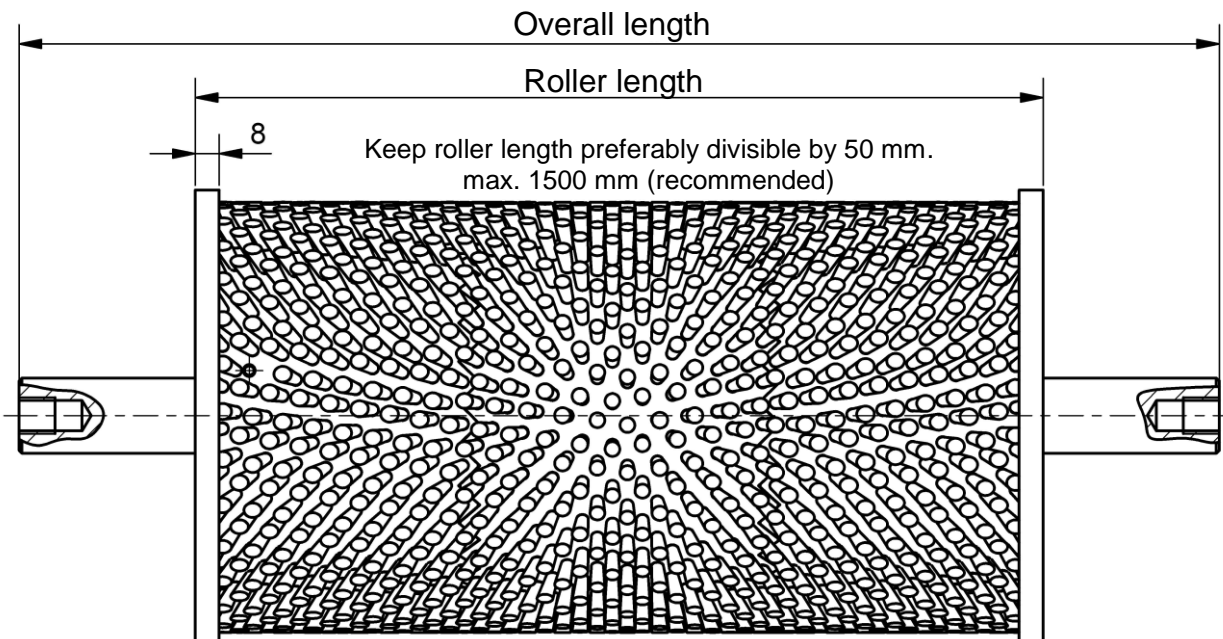 Overall length
Roller length
8
Keep roller length preferably divisible by 50 mm.
max. 1500 mm (recommended)